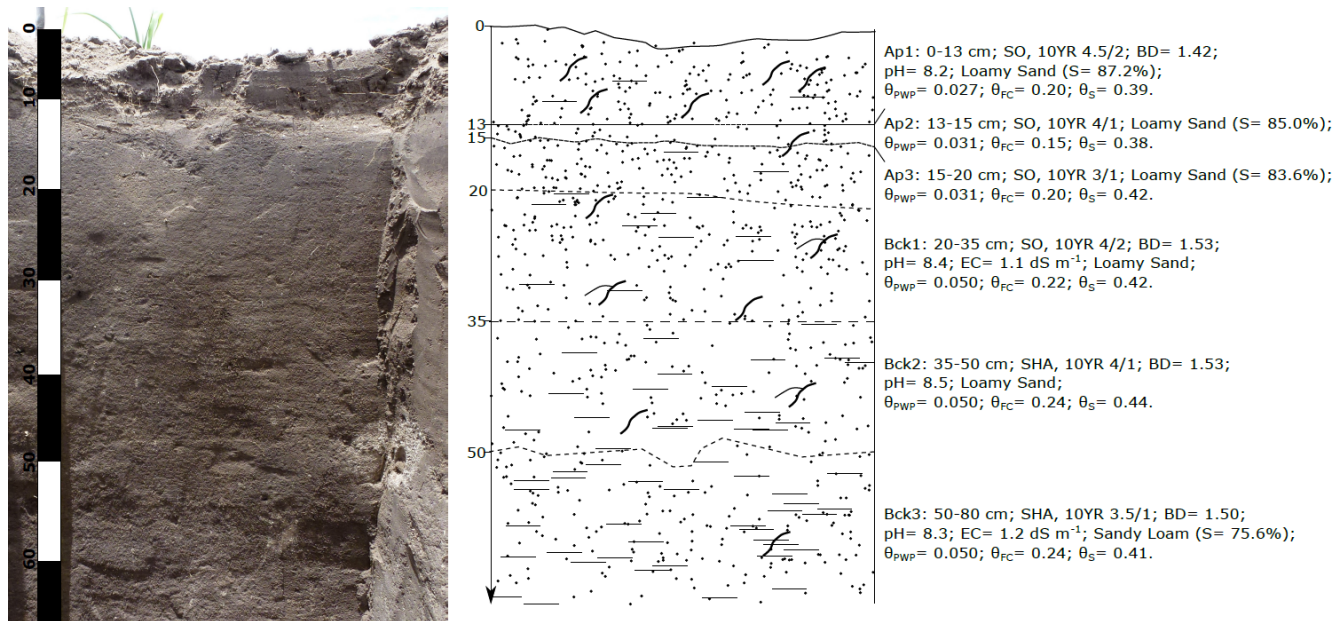 0
10
20
30
40
50
60
0
13
15
20
35
50
Ap1: 0-13 cm; SO, 10YR 4.5/2; BD= 1.42;
pH= 8.2; Loamy Sand (S= 87.2%);
θPWP= 0.027; θFC= 0.20; θS= 0.39.
Ap2: 13-15 cm; SO, 10YR 4/1; Loamy Sand (S= 85.0%);
θPWP= 0.031; θFC= 0.15; θS= 0.38.
Ap3: 15-20 cm; SO, 10YR 3/1; Loamy Sand (S= 83.6%);
θPWP= 0.031; θFC= 0.20; θS= 0.42.
Bck1: 20-35 cm; SO, 10YR 4/2; BD= 1.53;
pH= 8.4; EC= 1.1 dS m⁻¹; Loamy Sand;
θPWP= 0.050; θFC= 0.22; θS= 0.42.
Bck2: 35-50 cm; SHA, 10YR 4/1; BD= 1.53;
pH= 8.5; Loamy Sand;
θPWP= 0.050; θFC= 0.24; θS= 0.44.
Bck3: 50-80 cm; SHA, 10YR 3.5/1; BD= 1.50;
pH= 8.3; EC= 1.2 dS m⁻¹; Sandy Loam (S= 75.6%);
θPWP= 0.050; θFC= 0.24; θS= 0.41.